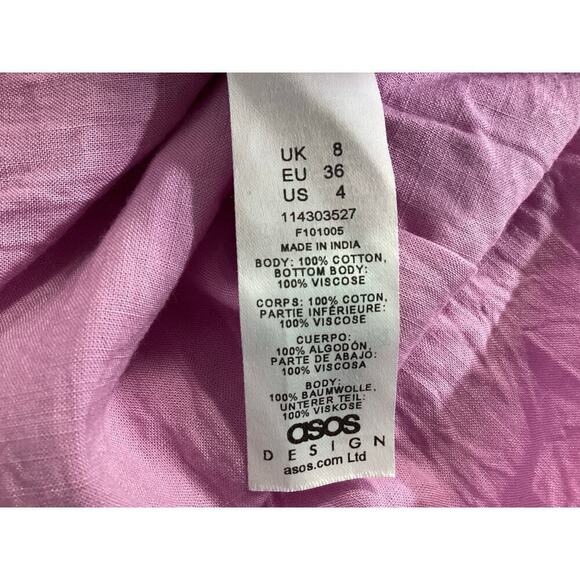 UK 8
EU 36
US 4
114303527
F101005
MADE IN INDIA
BODY: 100% COTTON,
BOTTOM BODY:
100% VISCOSE
CORPS: 100% COTON,
PARTIE INFÉRIEURE:
100% VISCOSE
CUERPO:
100% ALGODÓN,
PARTE DE ABAJO:
100% VISCOSA
BODY:
100% BAUMWOLLE,
UNTERER TEIL:
100% VISKOSE
asos
DESIGN
asos.com Ltd